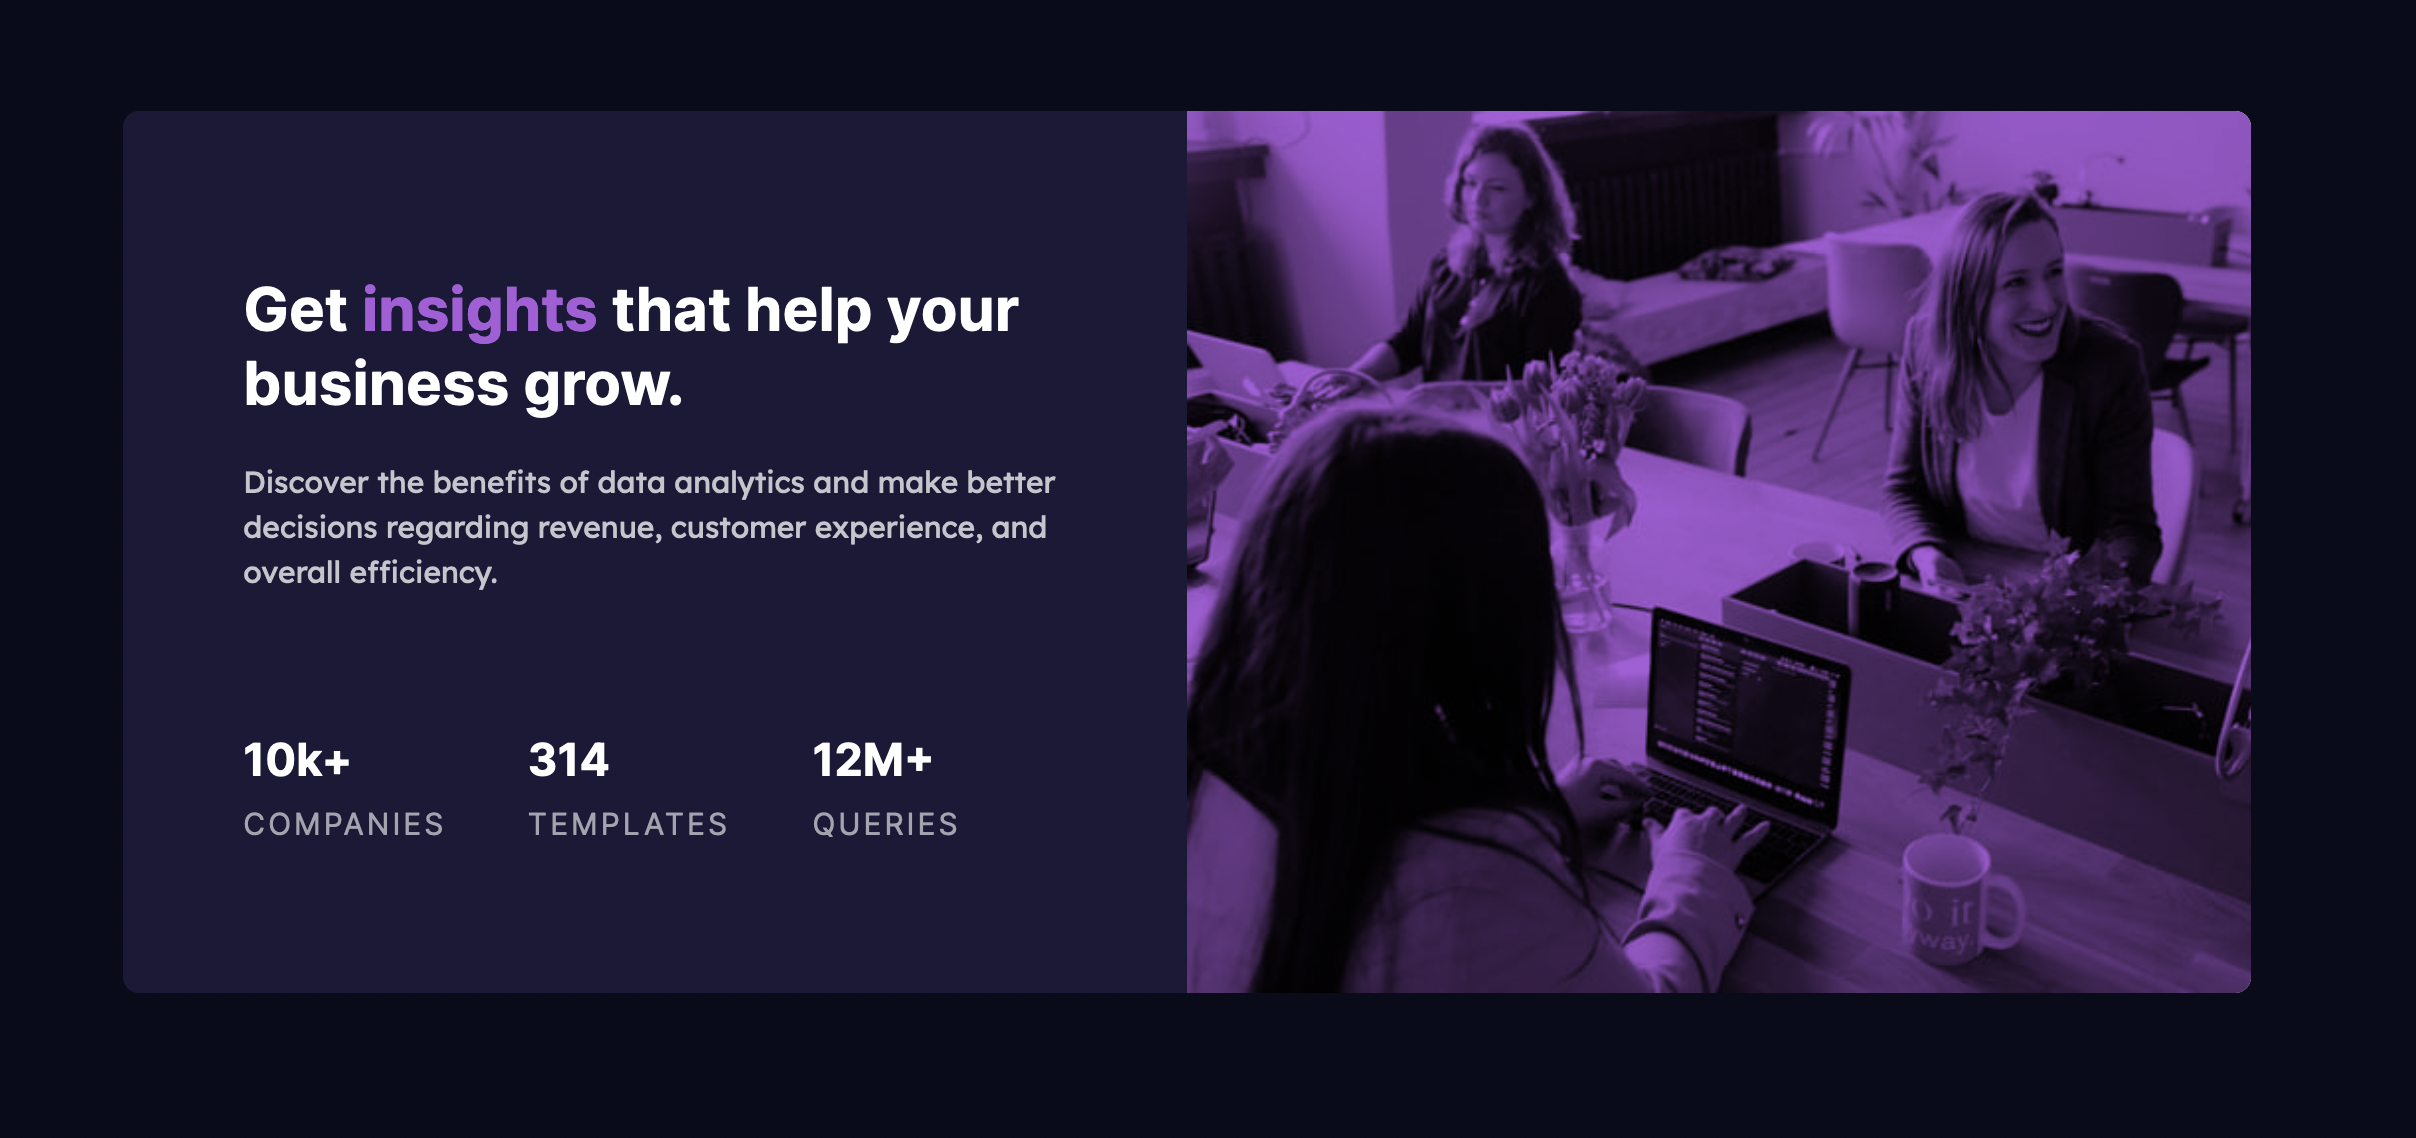 Get insights that help your
business grow.
Discover the benefits of data analytics and make better
decisions regarding revenue, customer experience, and
overall efficiency.
10k+
314
12M+
COMPANIES
TEMPLATES
QUERIES
it
way.